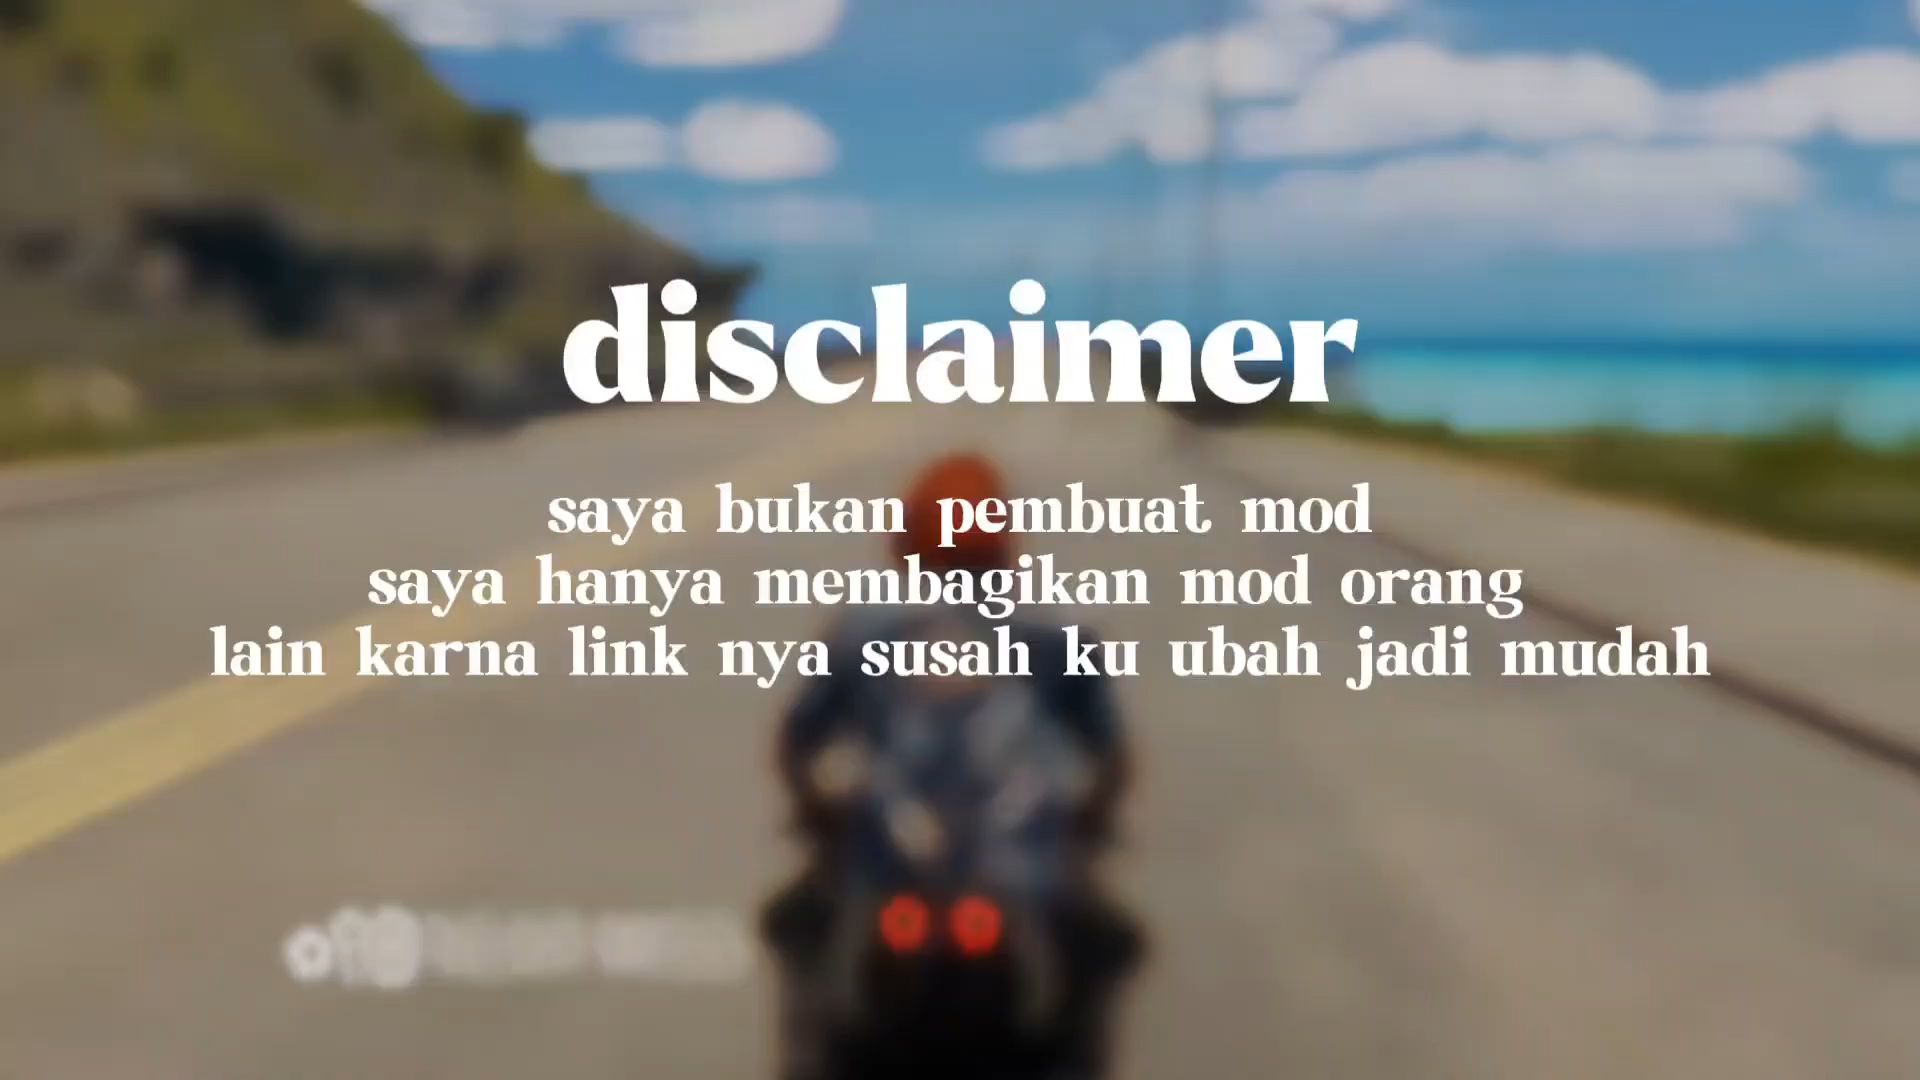 disclaimer
saya bukan pembuat mod
saya hanya membagikan mod orang
lain karna link nya susah ku ubah jadi mudah